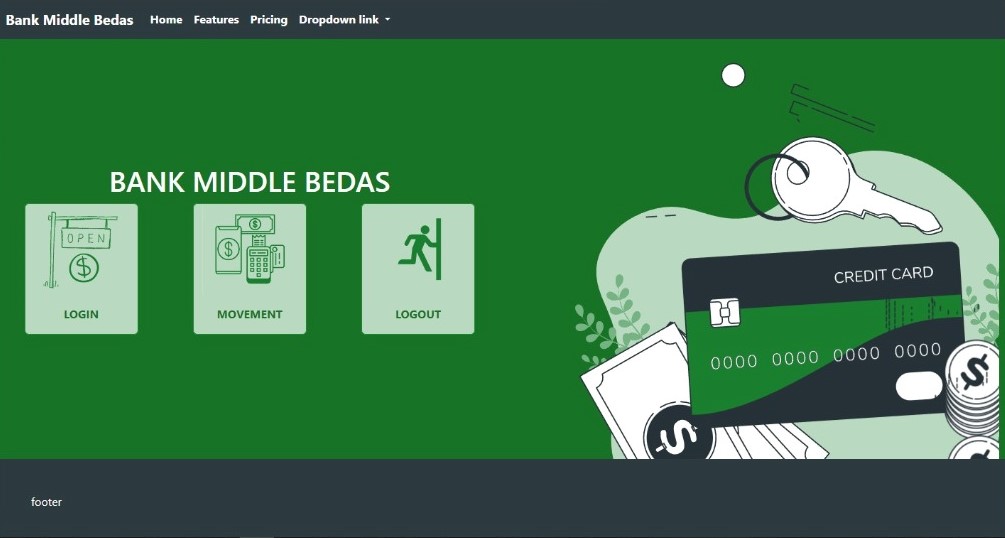 Bank Middle Bedas Home Features Pricing Dropdown link
BANK MIDDLE BEDAS
OPEN
$
$
$
LOGIN MOVEMENT LOGOUT
CREDIT CARD
0000 0000 0000 0000
$
$
$
footer